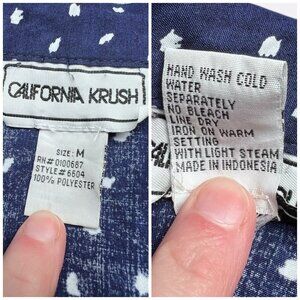 CALIFORNIA KRUSH
SIZE: M
RN# 0100687
STYLE# 6604
100% POLYESTER
HAND WASH COLD
WATER
SEPARATELY
NO BLEACH
LINE DRY
IRON ON WARM
SETTING
WITH LIGHT STEAM
MADE IN INDONESIA